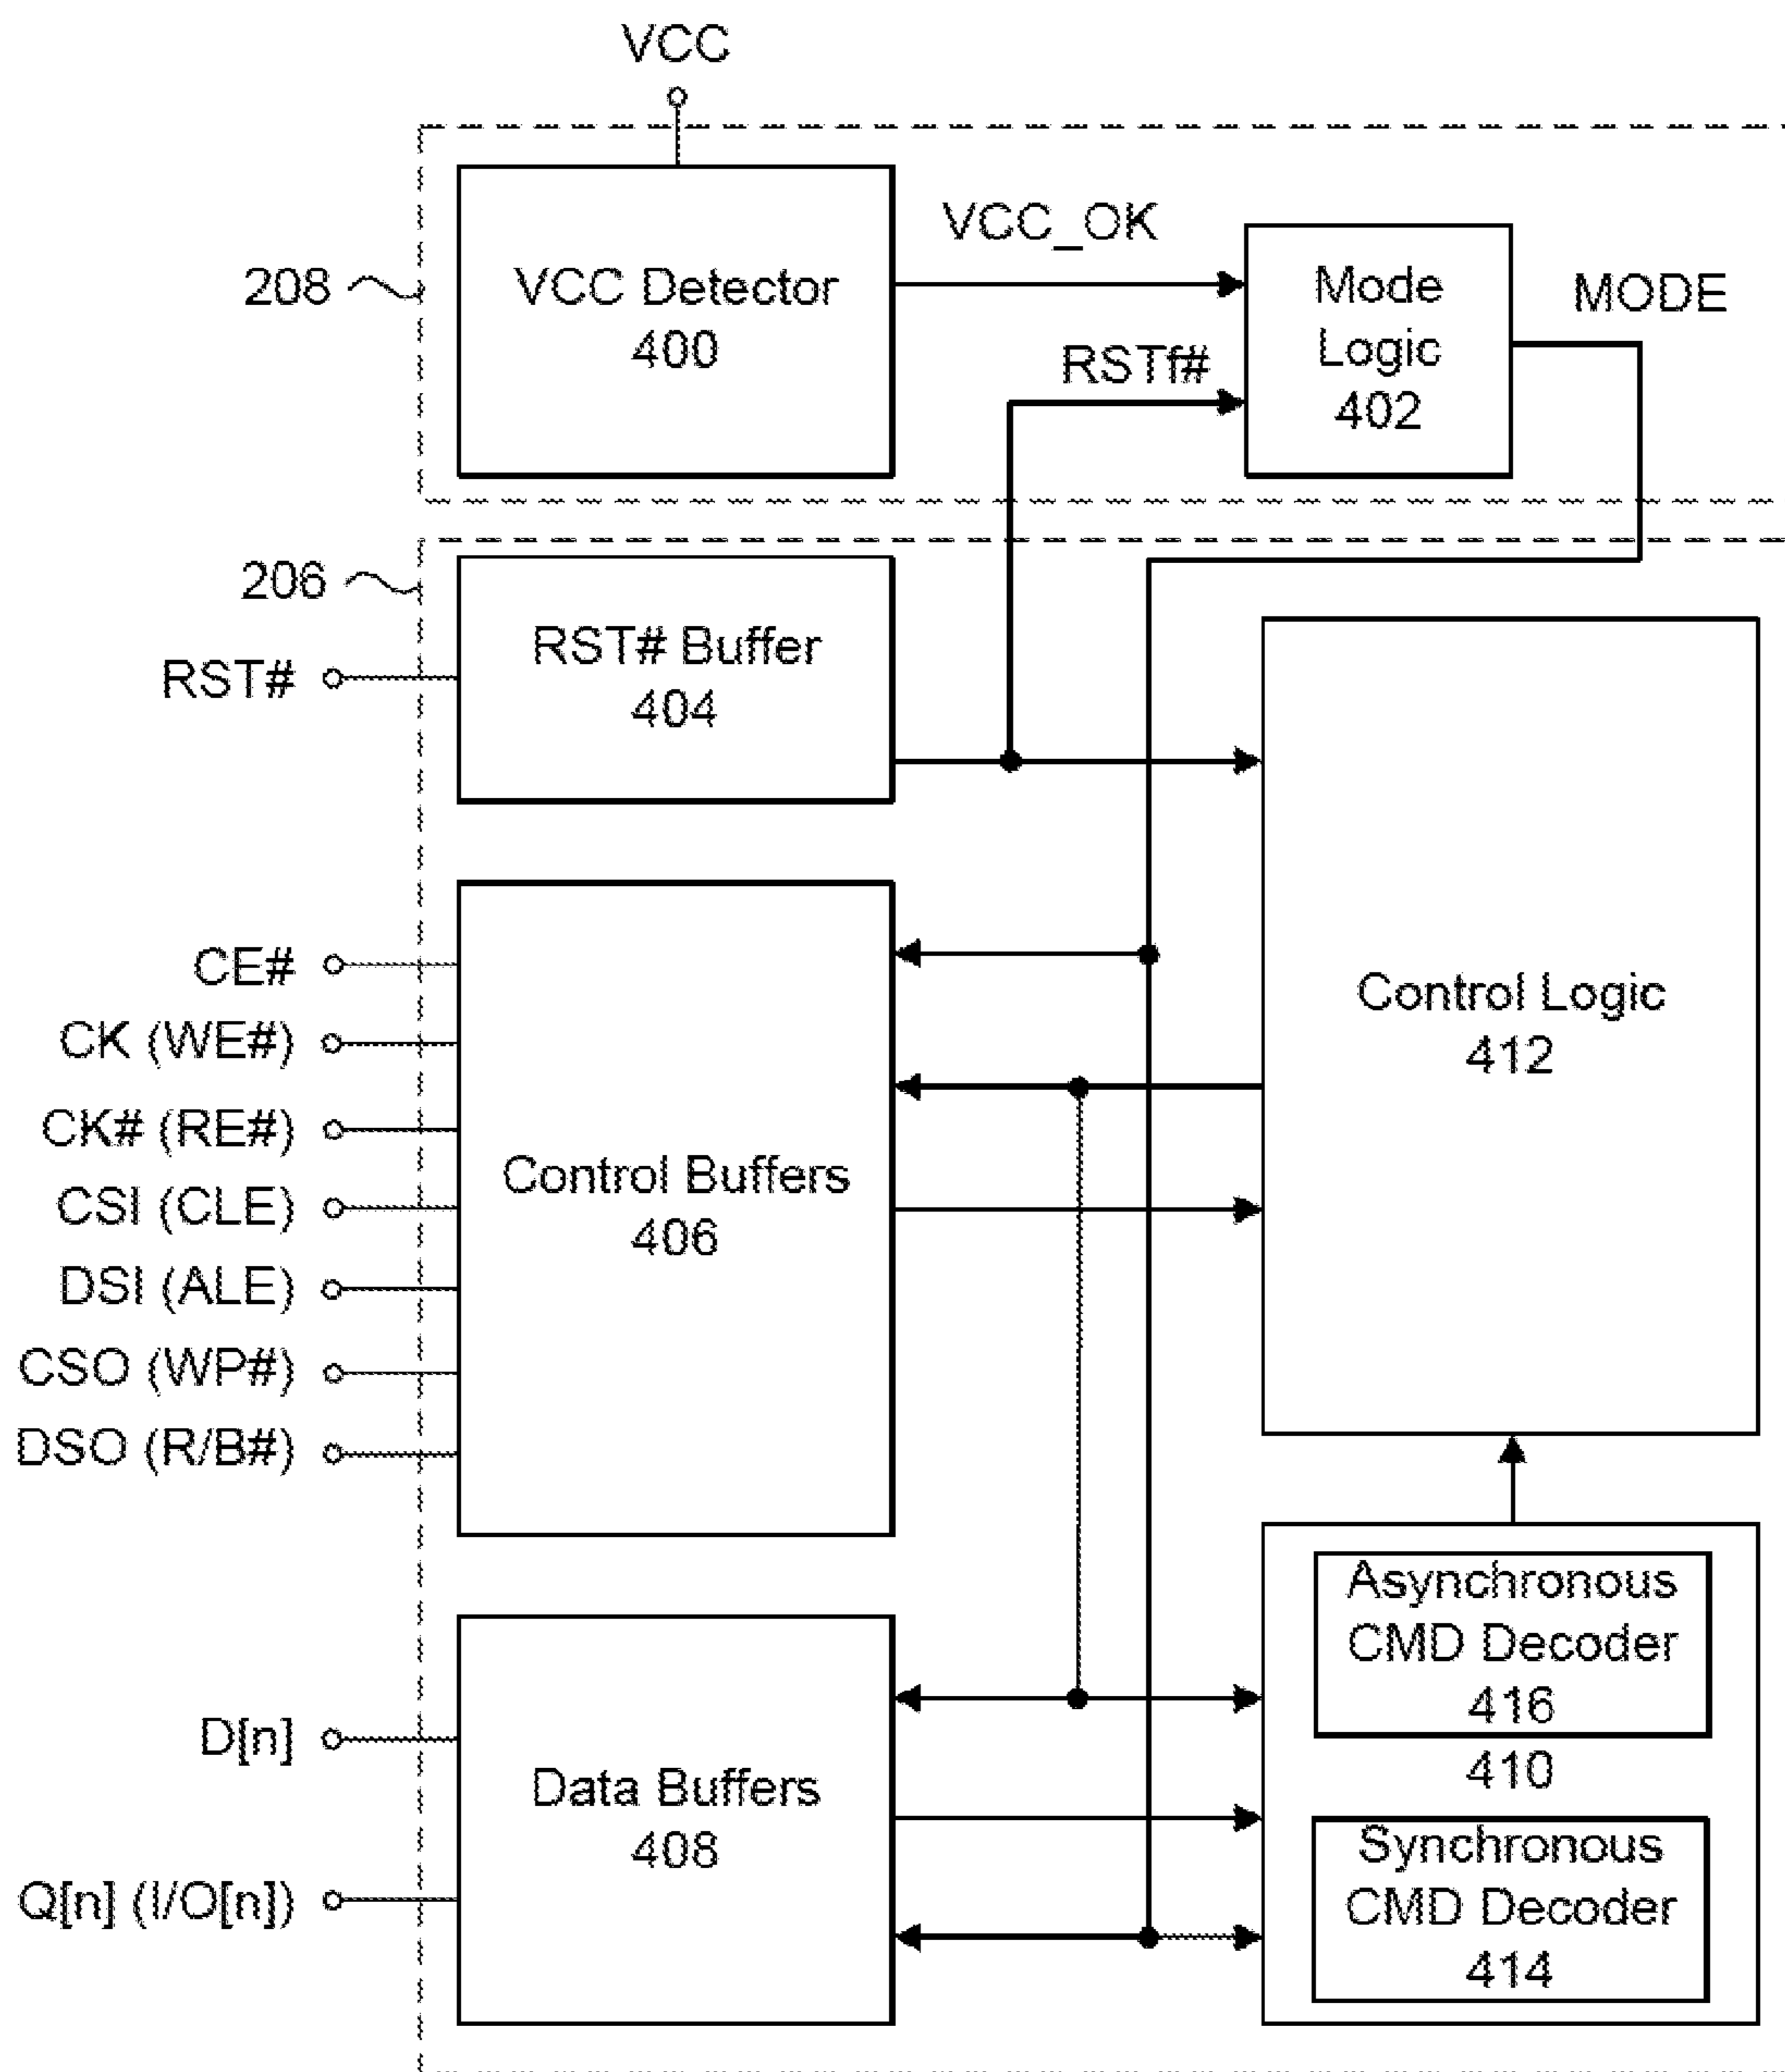 VCC
208
VCC Detector
400
VCC_OK
RSTf#
Mode
Logic
402
MODE
206
RST#
RST# Buffer
404
Control Logic
412
CE#
CK (WE#)
CK# (RE#)
CSI (CLE)
DSI (ALE)
CSO (WP#)
DSO (R/B#)
Control Buffers
406
D[n]
Q[n] (I/O[n])
Data Buffers
408
Asynchronous
CMD Decoder
416
410
Synchronous
CMD Decoder
414